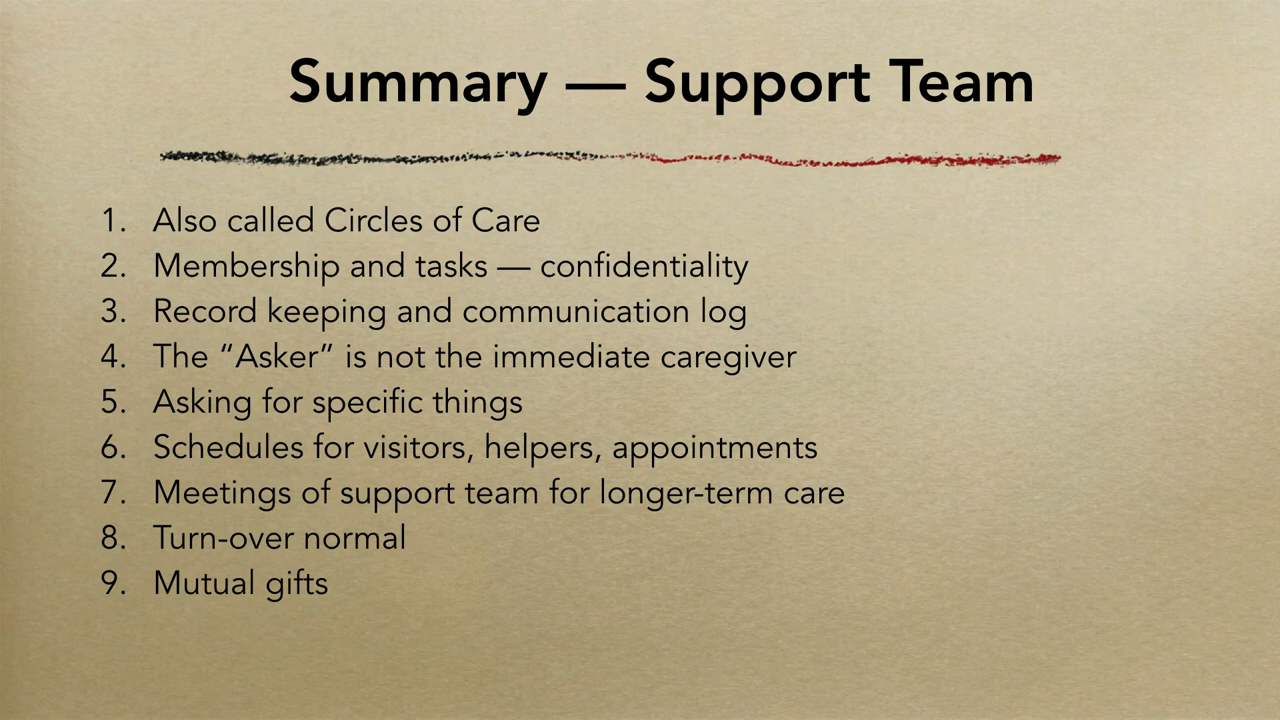 Summary — Support Team
1. Also called Circles of Care
2. Membership and tasks — confidentiality
3. Record keeping and communication log
4. The “Asker” is not the immediate caregiver
5. Asking for specific things
6. Schedules for visitors, helpers, appointments
7. Meetings of support team for longer-term care
8. Turn-over normal
9. Mutual gifts